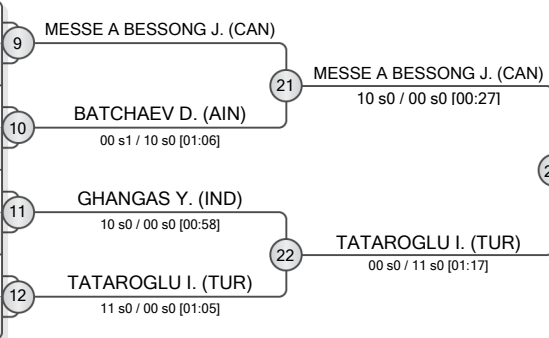 MESSE A BESSONG J. (CAN)
9
21
MESSE A BESSONG J. (CAN)
10 s0 / 00 s0 [00:27]
BATCHAEV D. (AIN)
10
00 s1 / 10 s0 [01:06]
GHANGAS Y. (IND)
11
10 s0 / 00 s0 [00:58]
22
TATAROGLU I. (TUR)
00 s0 / 11 s0 [01:17]
TATAROGLU I. (TUR)
12
11 s0 / 00 s0 [01:05]